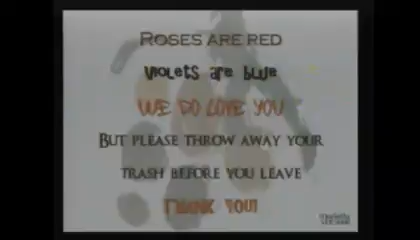 ROSES ARE RED
Violets are blue
WE DO LOVE YOU
BUT PLEASE THROW AWAY YOUR
TRASH BEFORE YOU LEAVE
THANK YOU!